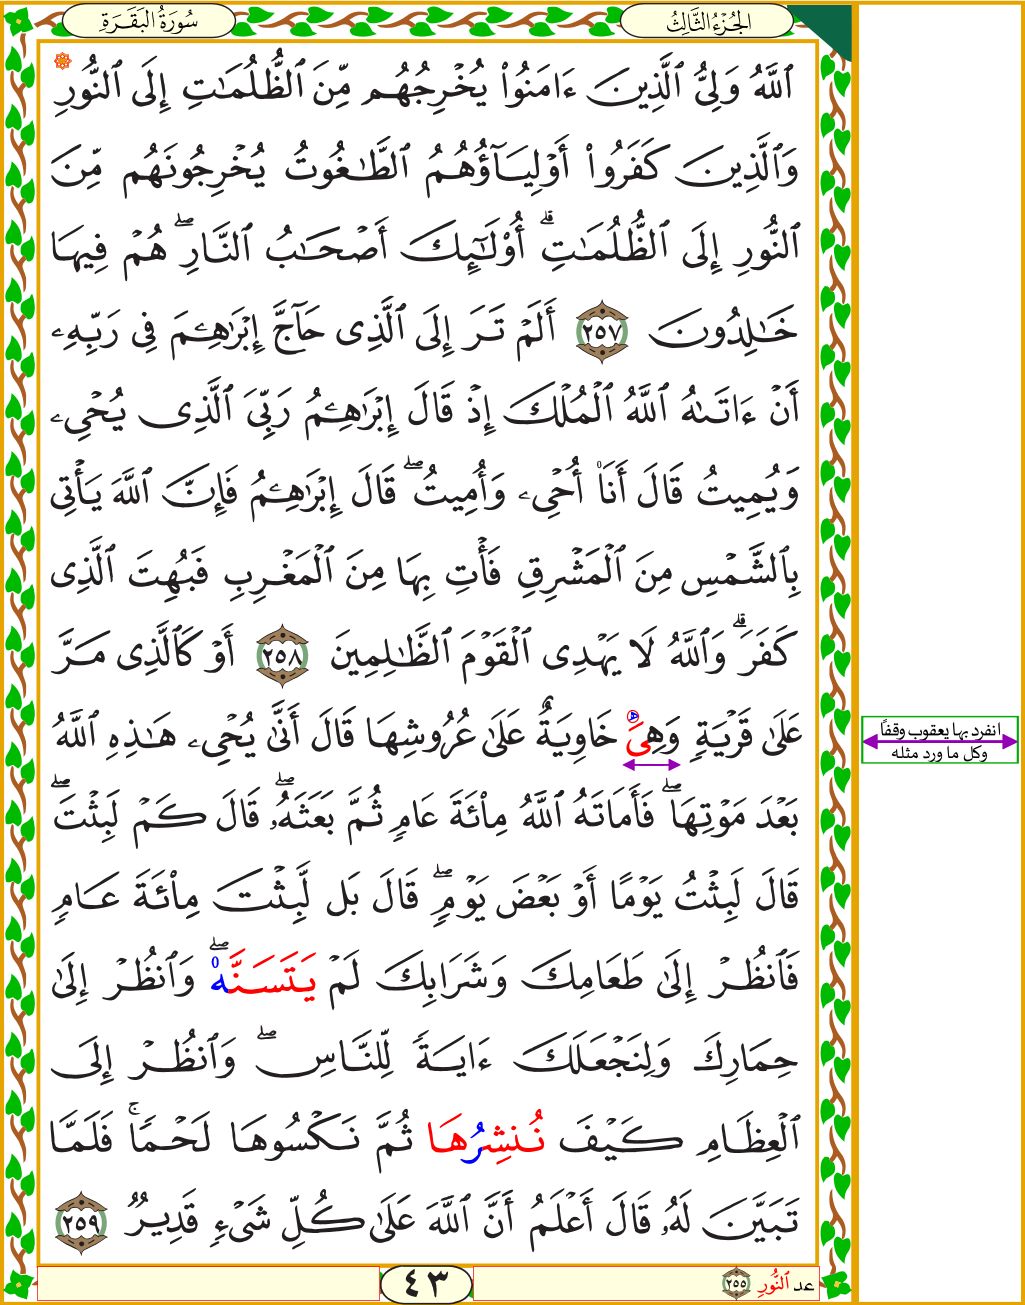 الجُزْءُ الثَّالِثُ
سُورَةُ البَقَرَةِ
ٱللَّهُ وَلِيُّ ٱلَّذِينَ ءَامَنُوا۟ يُخْرِجُهُم مِّنَ ٱلظُّلُمَـٰتِ إِلَى ٱلنُّورِ
وَٱلَّذِينَ كَفَرُوٓا۟ أَوْلِيَآؤُهُمُ ٱلطَّـٰغُوتُ يُخْرِجُونَهُم مِّنَ
ٱلنُّورِ إِلَى ٱلظُّلُمَـٰتِ ۗ أُو۟لَـٰٓئِكَ أَصْحَـٰبُ ٱلنَّارِ ۖ هُمْ فِيهَا
خَـٰلِدُونَ ٢٥٧ أَلَمْ تَرَ إِلَى ٱلَّذِى حَآجَّ إِبْرَٰهِـۧمَ فِى رَبِّهِۦ
أَنْ ءَاتَىٰهُ ٱللَّهُ ٱلْمُلْكَ إِذْ قَالَ إِبْرَٰهِـۧمُ رَبِّىَ ٱلَّذِى يُحْىِۦ
وَيُمِيتُ قَالَ أَنَا۠ أُحْىِۦ وَأُمِيتُ ۖ قَالَ إِبْرَٰهِـۧمُ فَإِنَّ ٱللَّهَ يَأْتِى
بِٱلشَّمْسِ مِنَ ٱلْمَشْرِقِ فَأْتِ بِهَا مِنَ ٱلْمَغْرِبِ فَبُهِتَ ٱلَّذِى
كَفَرَ ۗ وَٱللَّهُ لَا يَهْدِى ٱلْقَوْمَ ٱلظَّـٰلِمِينَ ٢٥٨ أَوْ كَٱلَّذِى مَرَّ
عَلَىٰ قَرْيَةٍ وَهِىَ خَاوِيَةٌ عَلَىٰ عُرُوشِهَا قَالَ أَنَّىٰ يُحْىِۦ هَـٰذِهِ ٱللَّهُ
انفرد بها يعقوب وقفاً
وكل ما ورد مثله
بَعْدَ مَوْتِهَا ۖ فَأَمَاتَهُ ٱللَّهُ مِا۟ئَةَ عَامٍ ثُمَّ بَعَثَهُۥ ۖ قَالَ كَمْ لَبِثْتَ ۖ
قَالَ لَبِثْتُ يَوْمًا أَوْ بَعْضَ يَوْمٍ ۖ قَالَ بَل لَّبِثْتَ مِا۟ئَةَ عَامٍ
فَٱنظُرْ إِلَىٰ طَعَامِكَ وَشَرَابِكَ لَمْ يَتَسَنَّهْ ۖ وَٱنظُرْ إِلَىٰ
حِمَارِكَ وَلِنَجْعَلَكَ ءَايَةً لِّلنَّاسِ ۖ وَٱنظُرْ إِلَى
ٱلْعِظَامِ كَيْفَ نُنشِرُهَا ثُمَّ نَكْسُوهَا لَحْمًا ۚ فَلَمَّا
تَبَيَّنَ لَهُۥ قَالَ أَعْلَمُ أَنَّ ٱللَّهَ عَلَىٰ كُلِّ شَىْءٍ قَدِيرٌ ٢٥٩
عد ٱلنُّورِ ٢٥٥
٤٣